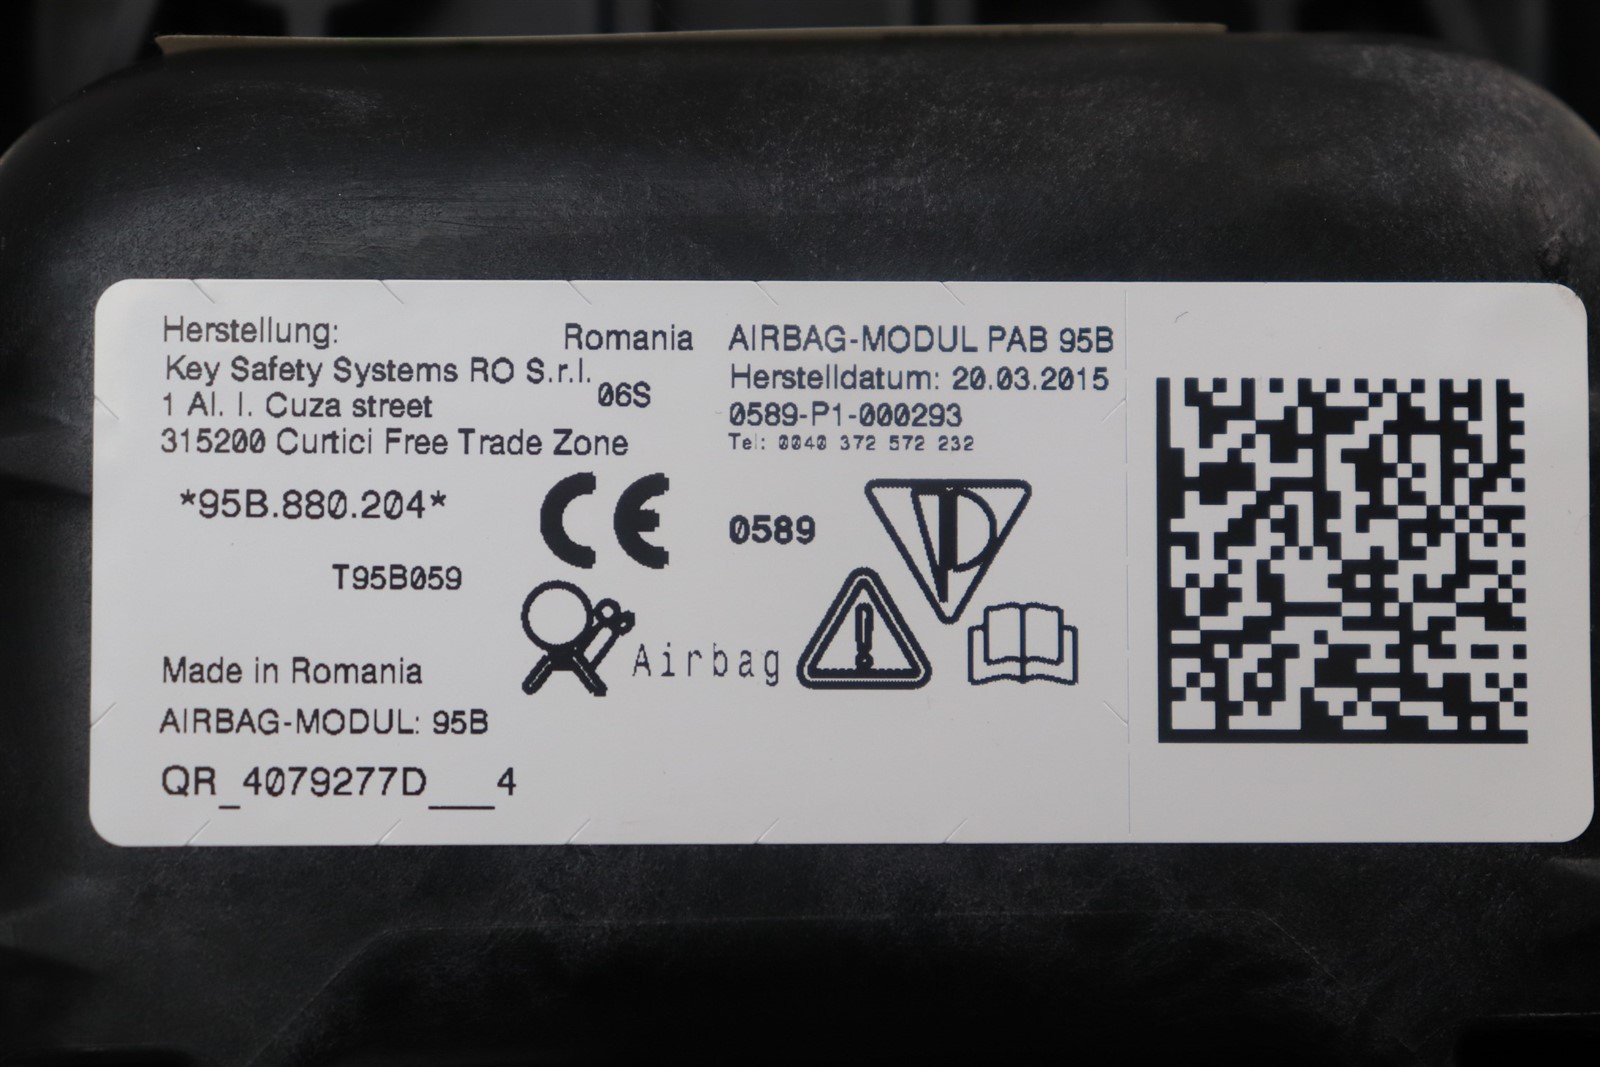 Herstellung: Romania
Key Safety Systems RO S.r.l.
06S
1 Al. I. Cuza street
315200 Curtici Free Trade Zone
*95B.880.204*
T95B059
Made in Romania
AIRBAG-MODUL: 95B
QR_4079277D___4
AIRBAG-MODUL PAB 95B
Herstelldatum: 20.03.2015
0589-P1-000293
Tel: 0040 372 572 232
CE 0589
Airbag